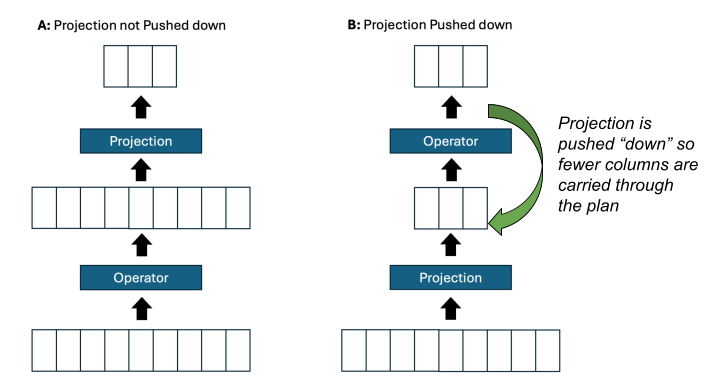 A: Projection not Pushed down
Projection
Operator
B: Projection Pushed down
Operator
Projection
Projection is
pushed “down” so
fewer columns are
carried through
the plan